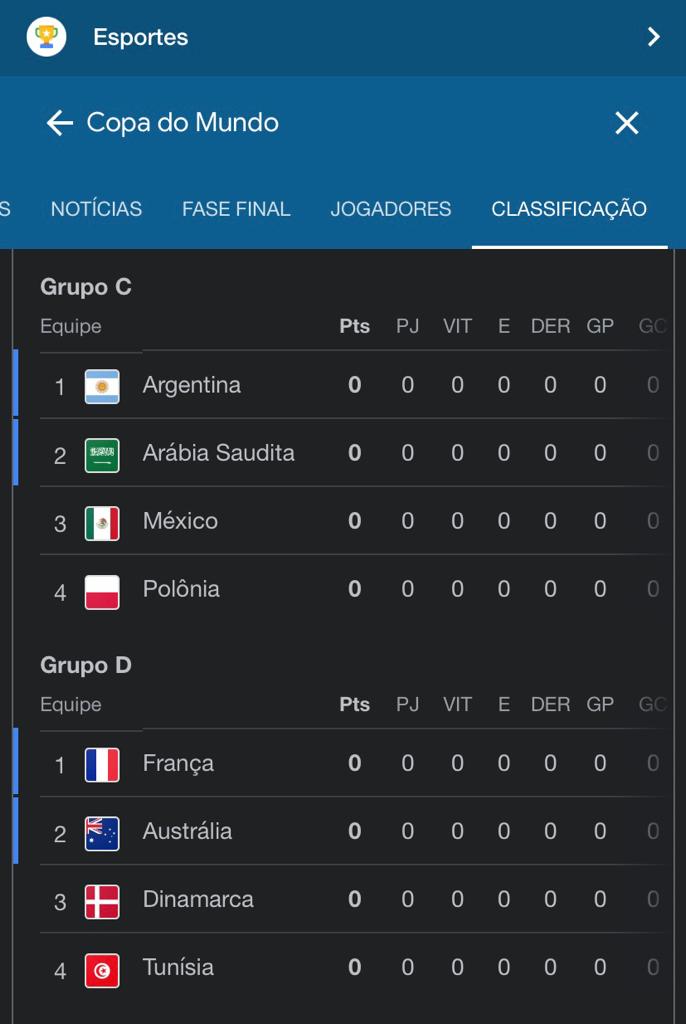 Esportes
Copa do Mundo
S NOTÍCIAS FASE FINAL JOGADORES CLASSIFICAÇÃO
Grupo C
Equipe Pts PJ VIT E DER GP GC
1 Argentina 0 0 0 0 0 0 0
2 Arábia Saudita 0 0 0 0 0 0 0
3 México 0 0 0 0 0 0 0
4 Polônia 0 0 0 0 0 0 0
Grupo D
Equipe Pts PJ VIT E DER GP GC
1 França 0 0 0 0 0 0 0
2 Austrália 0 0 0 0 0 0 0
3 Dinamarca 0 0 0 0 0 0 0
4 Tunísia 0 0 0 0 0 0 0